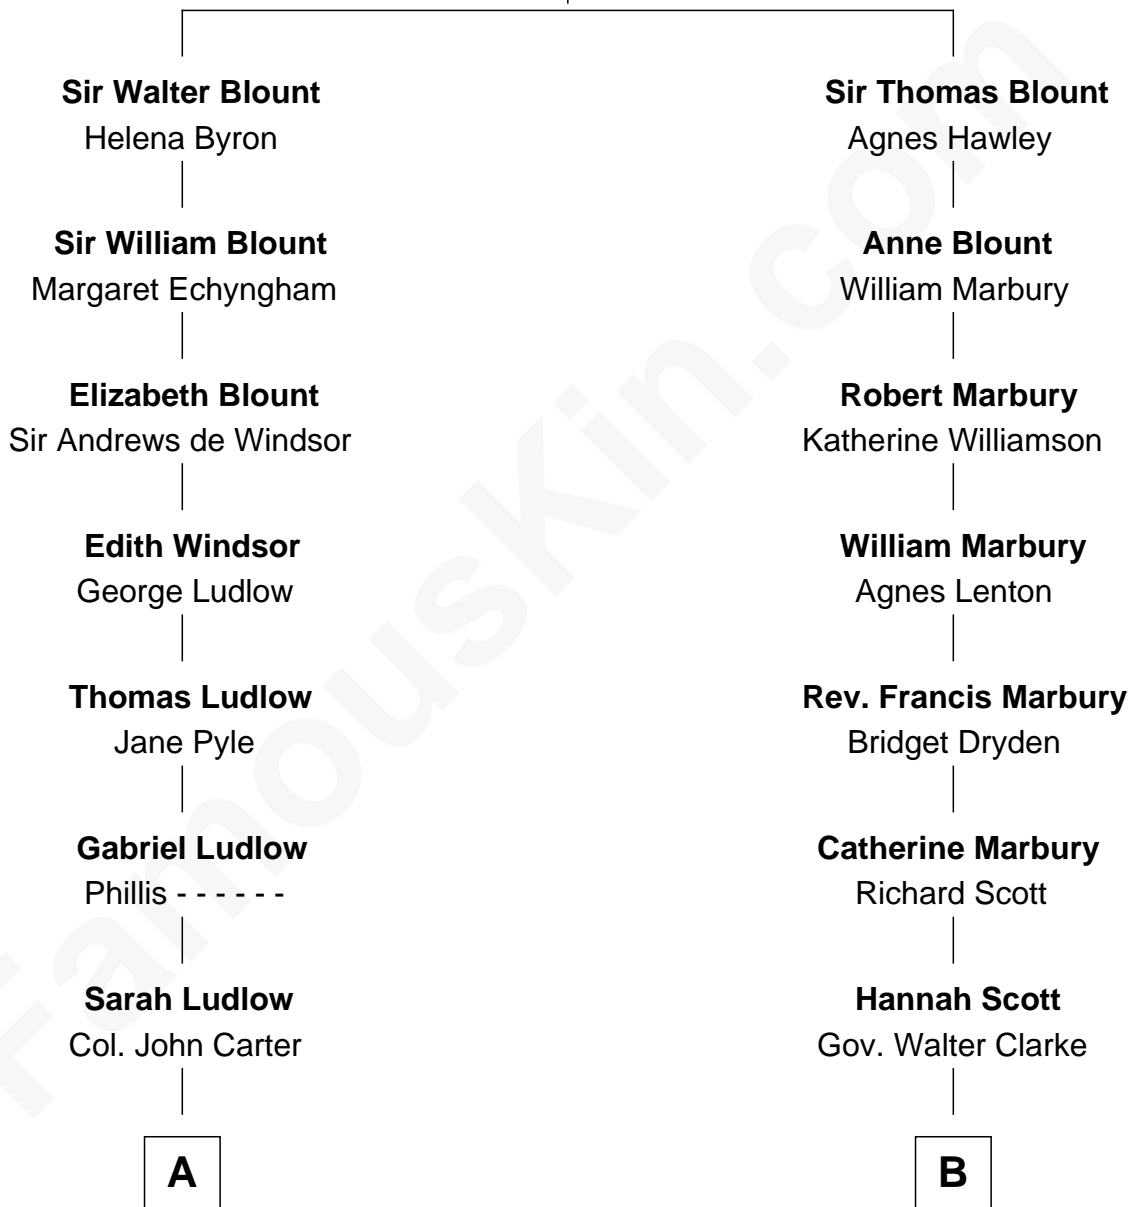 Sir Walter Blount
Helena Byron
Sir William Blount
Margaret Echyngham
Elizabeth Blount
Sir Andrews de Windsor
Edith Windsor
George Ludlow
Thomas Ludlow
Jane Pyle
Gabriel Ludlow
Phillis - - - - - -
Sarah Ludlow
Col. John Carter
A
Sir Thomas Blount
Agnes Hawley
Anne Blount
William Marbury
Robert Marbury
Katherine Williamson
William Marbury
Agnes Lenton
Rev. Francis Marbury
Bridget Dryden
Catherine Marbury
Richard Scott
Hannah Scott
Gov. Walter Clarke
B
FamousKin.com